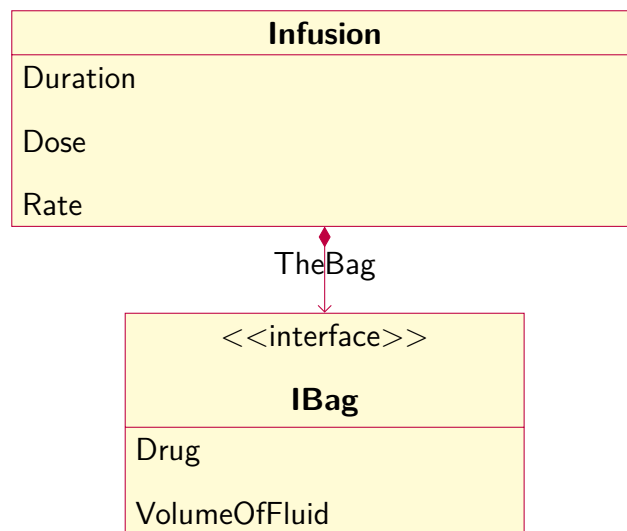 Infusion
Duration
Dose
Rate
TheBag
<<interface>>
IBag
Drug
VolumeOfFluid